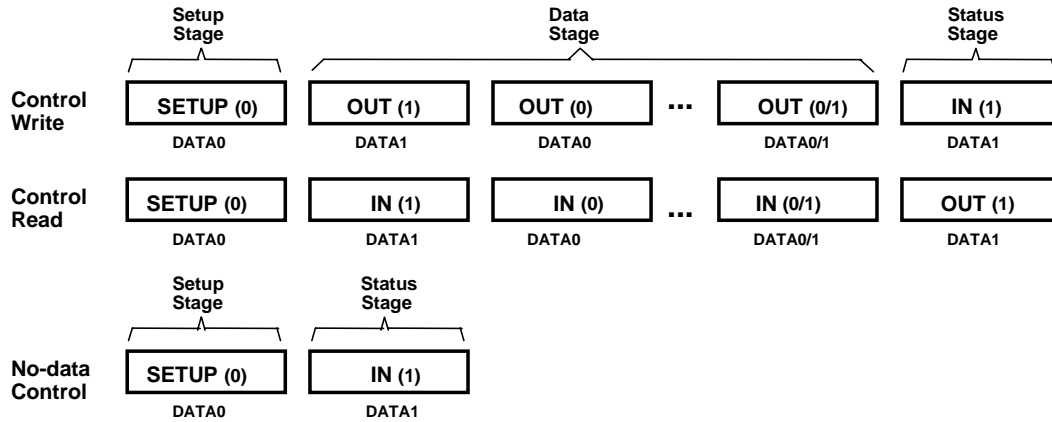 Setup Stage
Data Stage
Status Stage
Control Write
SETUP (0)
OUT (1)
OUT (0)
...
OUT (0/1)
IN (1)
DATA0
DATA1
DATA0
DATA0/1
DATA1
Control Read
SETUP (0)
IN (1)
IN (0)
...
IN (0/1)
OUT (1)
DATA0
DATA1
DATA0
DATA0/1
DATA1
Setup Stage
Status Stage
No-data Control
SETUP (0)
IN (1)
DATA0
DATA1